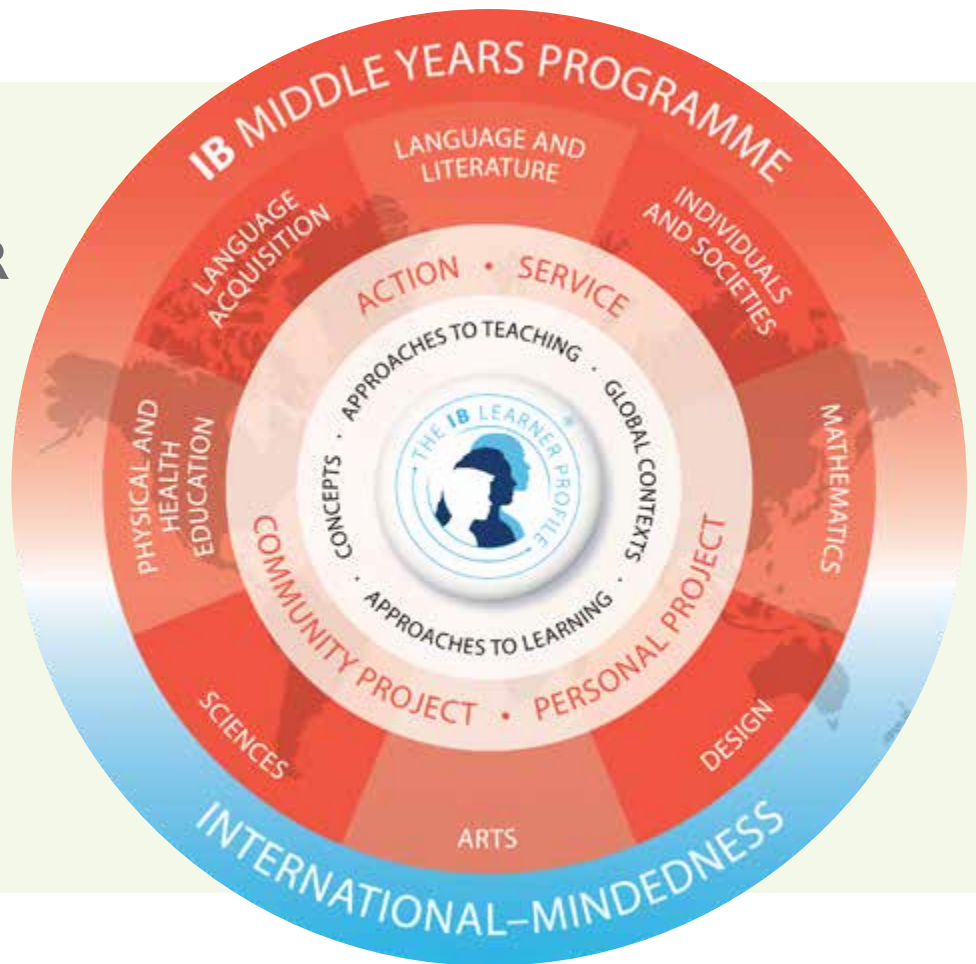 R
IB MIDDLE YEARS PROGRAMME
LANGUAGE AND
LITERATURE
LANGUAGE
ACQUISITION
INDIVIDUALS
AND SOCIETIES
PHYSICAL AND
HEALTH
EDUCATION
MATHEMATICS
SCIENCES
DESIGN
ARTS
ACTION • SERVICE
COMMUNITY PROJECT • PERSONAL PROJECT
APPROACHES TO TEACHING · GLOBAL CONTEXTS · APPROACHES TO LEARNING · CONCEPTS ·
• THE IB LEARNER PROFILE •
®
INTERNATIONAL–MINDEDNESS